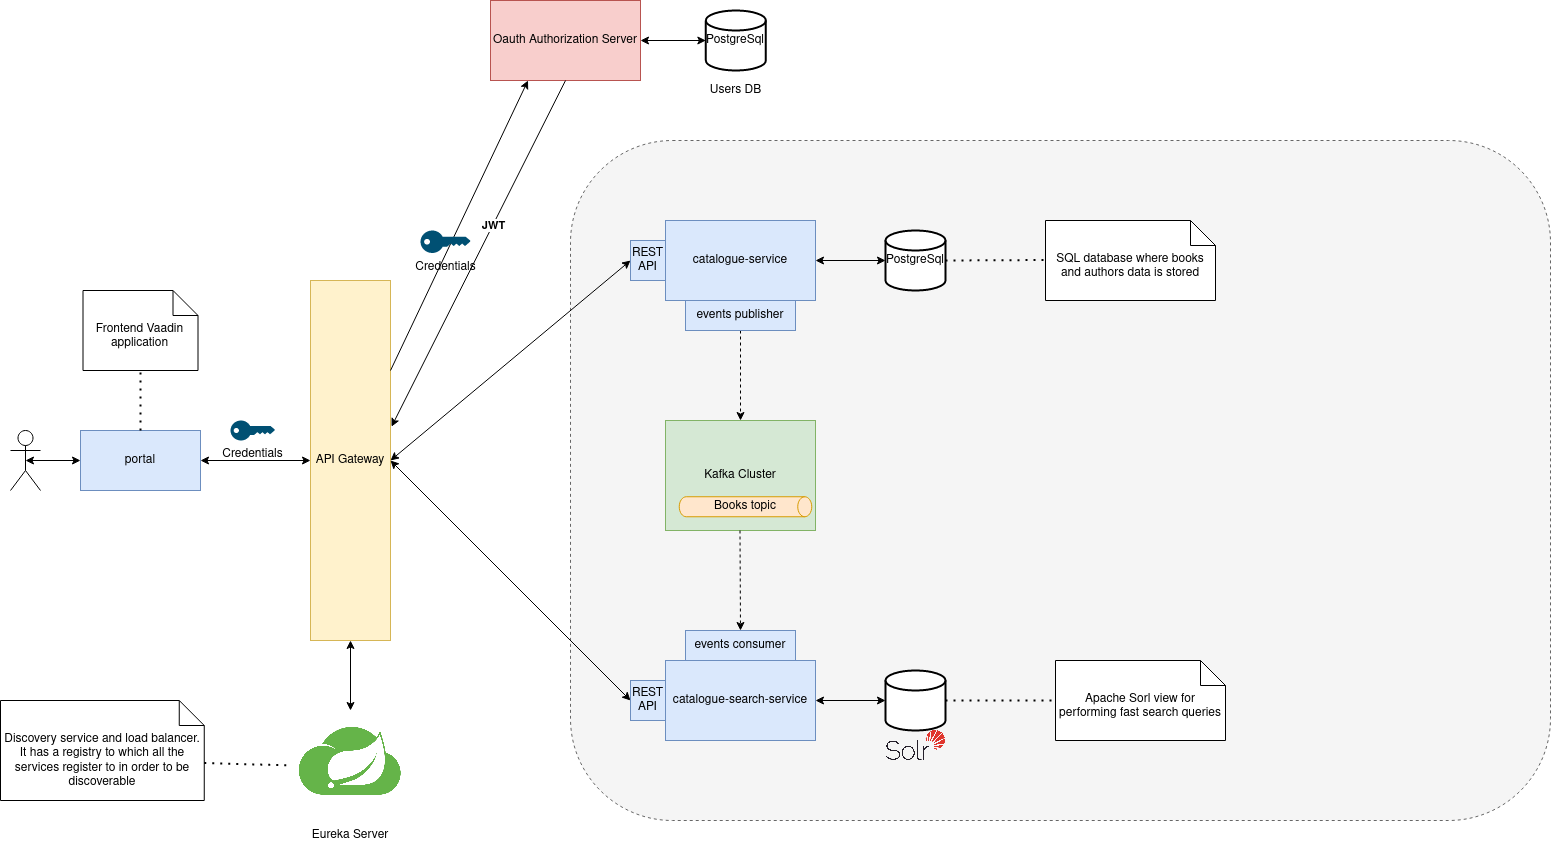 Oauth Authorization Server
PostgreSql
Users DB
JWT
Credentials
REST
API
catalogue-service
PostgreSql
SQL database where books
and authors data is stored
events publisher
Frontend Vaadin
application
Credentials
portal
API Gateway
Kafka Cluster
Books topic
events consumer
REST
API
catalogue-search-service
Apache Sorl view for
performing fast search queries
Solr
Discovery service and load balancer.
It has a registry to which all the
services register to in order to be
discoverable
Eureka Server